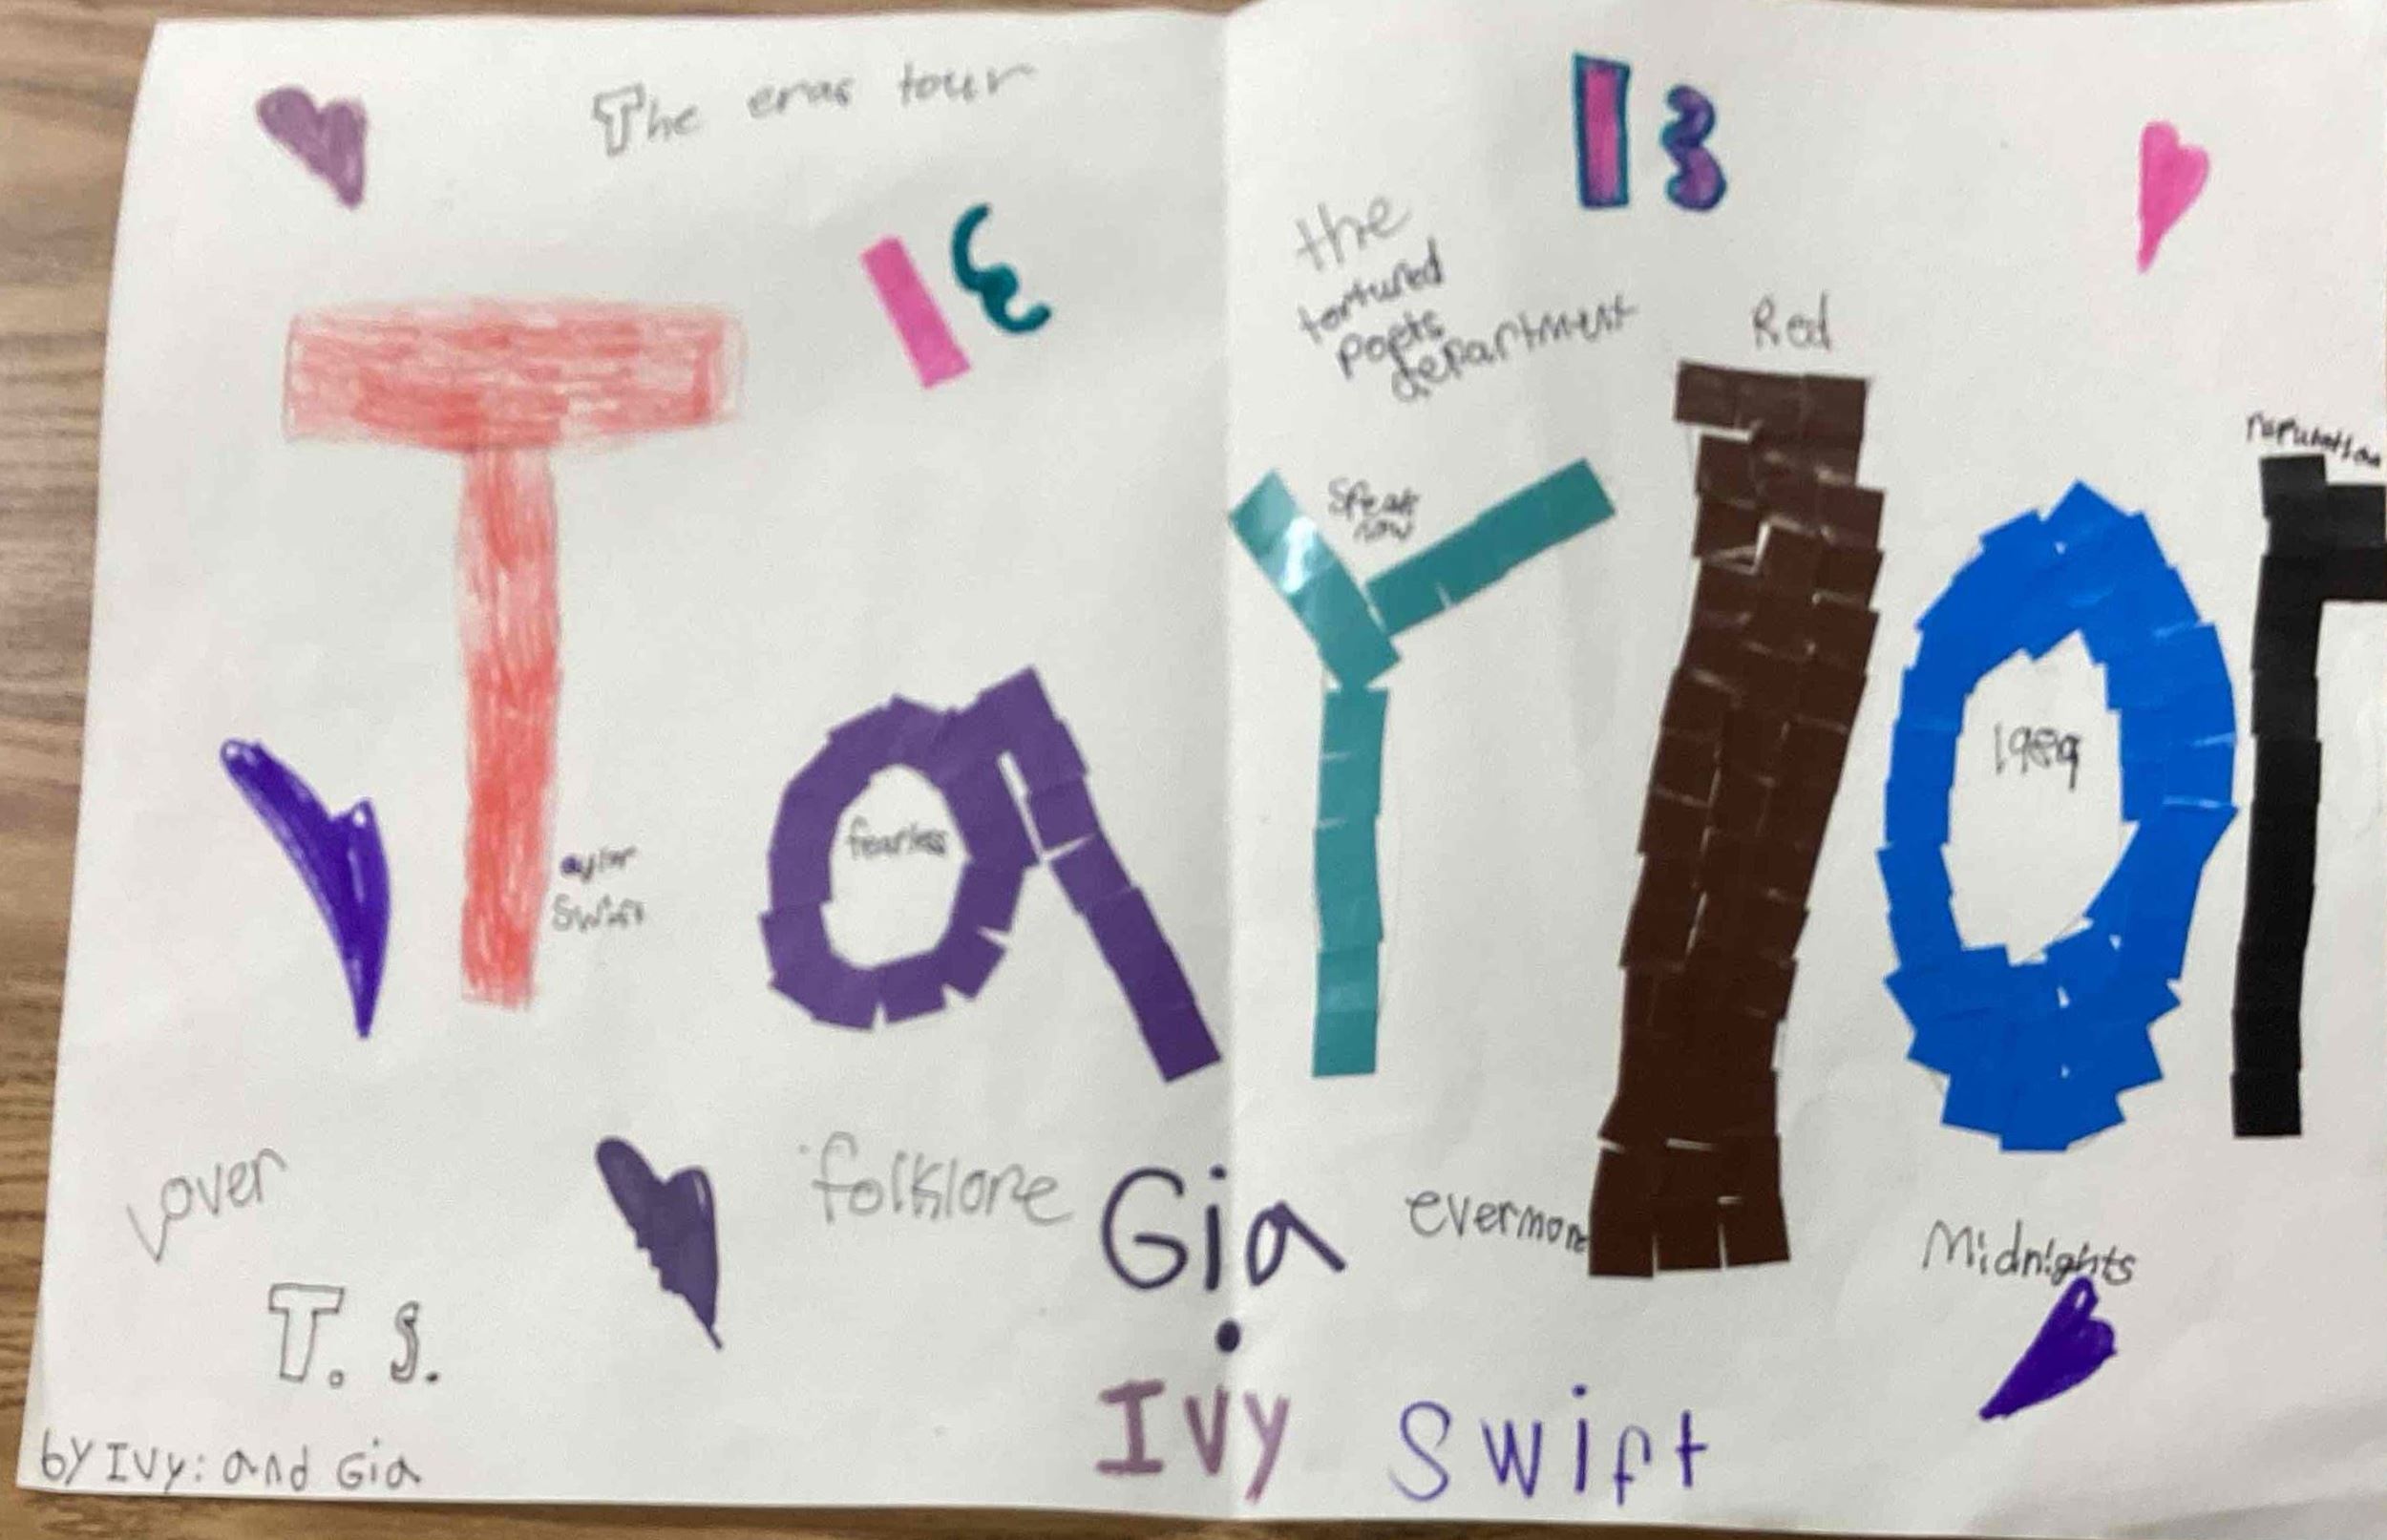 The eras tour
13
13
the
tortured
poets
department
Red
reputation
Speak
now
Taylor
fearless
1989
aylor
Swift
Lover
folklore
Gia
evermore
Midnights
T. S.
Ivy Swift
by Ivy: and Gia